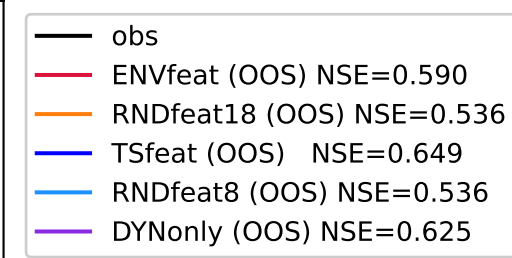 obs
ENVfeat (OOS) NSE=0.590
RNDfeat18 (OOS) NSE=0.536
TSfeat (OOS)   NSE=0.649
RNDfeat8 (OOS) NSE=0.536
DYNonly (OOS) NSE=0.625